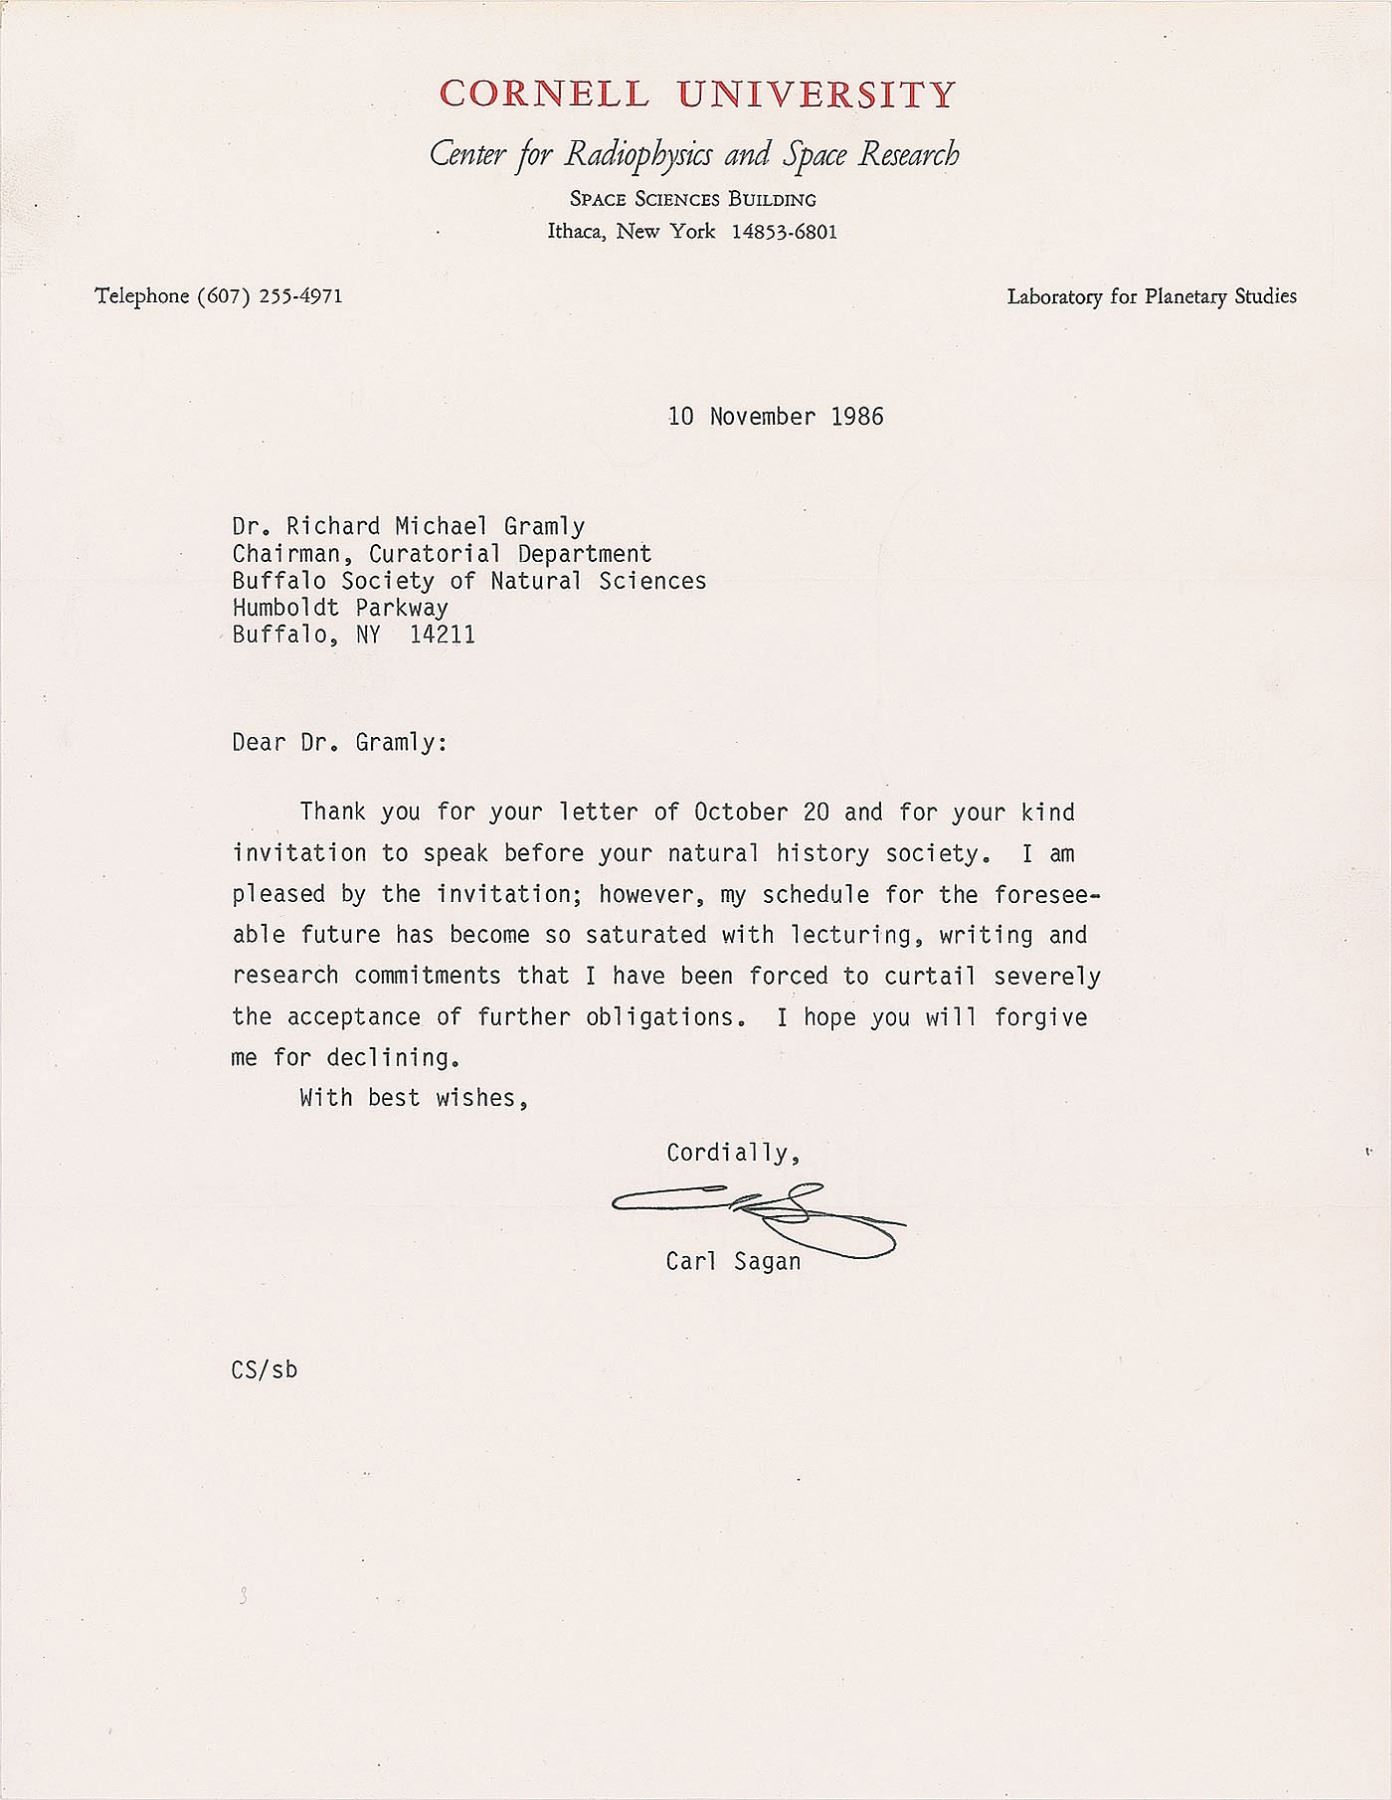 CORNELL UNIVERSITY
Center for Radiophysics and Space Research
SPACE SCIENCES BUILDING
Ithaca, New York 14853-6801
Telephone (607) 255-4971
Laboratory for Planetary Studies
10 November 1986
Dr. Richard Michael Gramly
Chairman, Curatorial Department
Buffalo Society of Natural Sciences
Humboldt Parkway
Buffalo, NY 14211
Dear Dr. Gramly:
Thank you for your letter of October 20 and for your kind
invitation to speak before your natural history society. I am
pleased by the invitation; however, my schedule for the foresee-
able future has become so saturated with lecturing, writing and
research commitments that I have been forced to curtail severely
the acceptance of further obligations. I hope you will forgive
me for declining.
With best wishes,
Cordially,
Carl Sagan
CS/sb